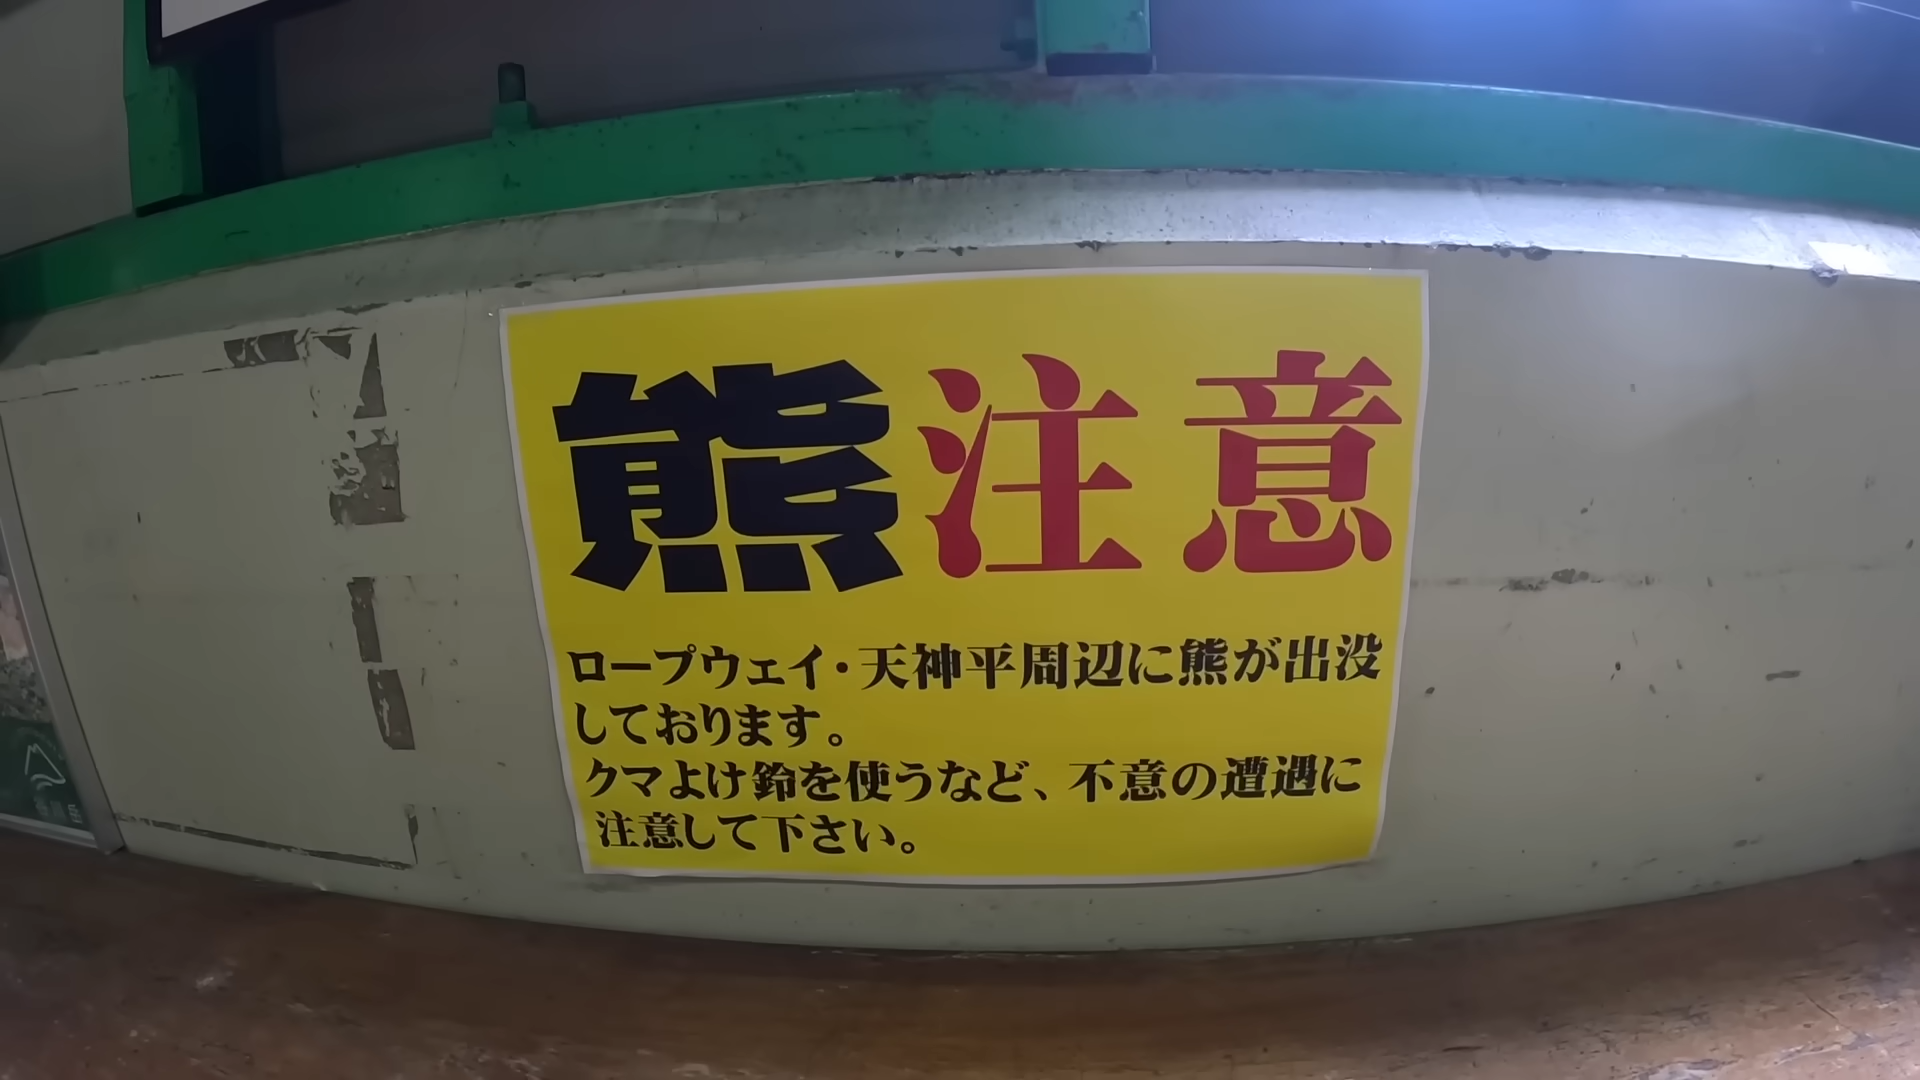 熊注意
ロープウェイ・天神平周辺に熊が出没
しております。
クマよけ鈴を使うなど、不意の遭遇に
注意して下さい。